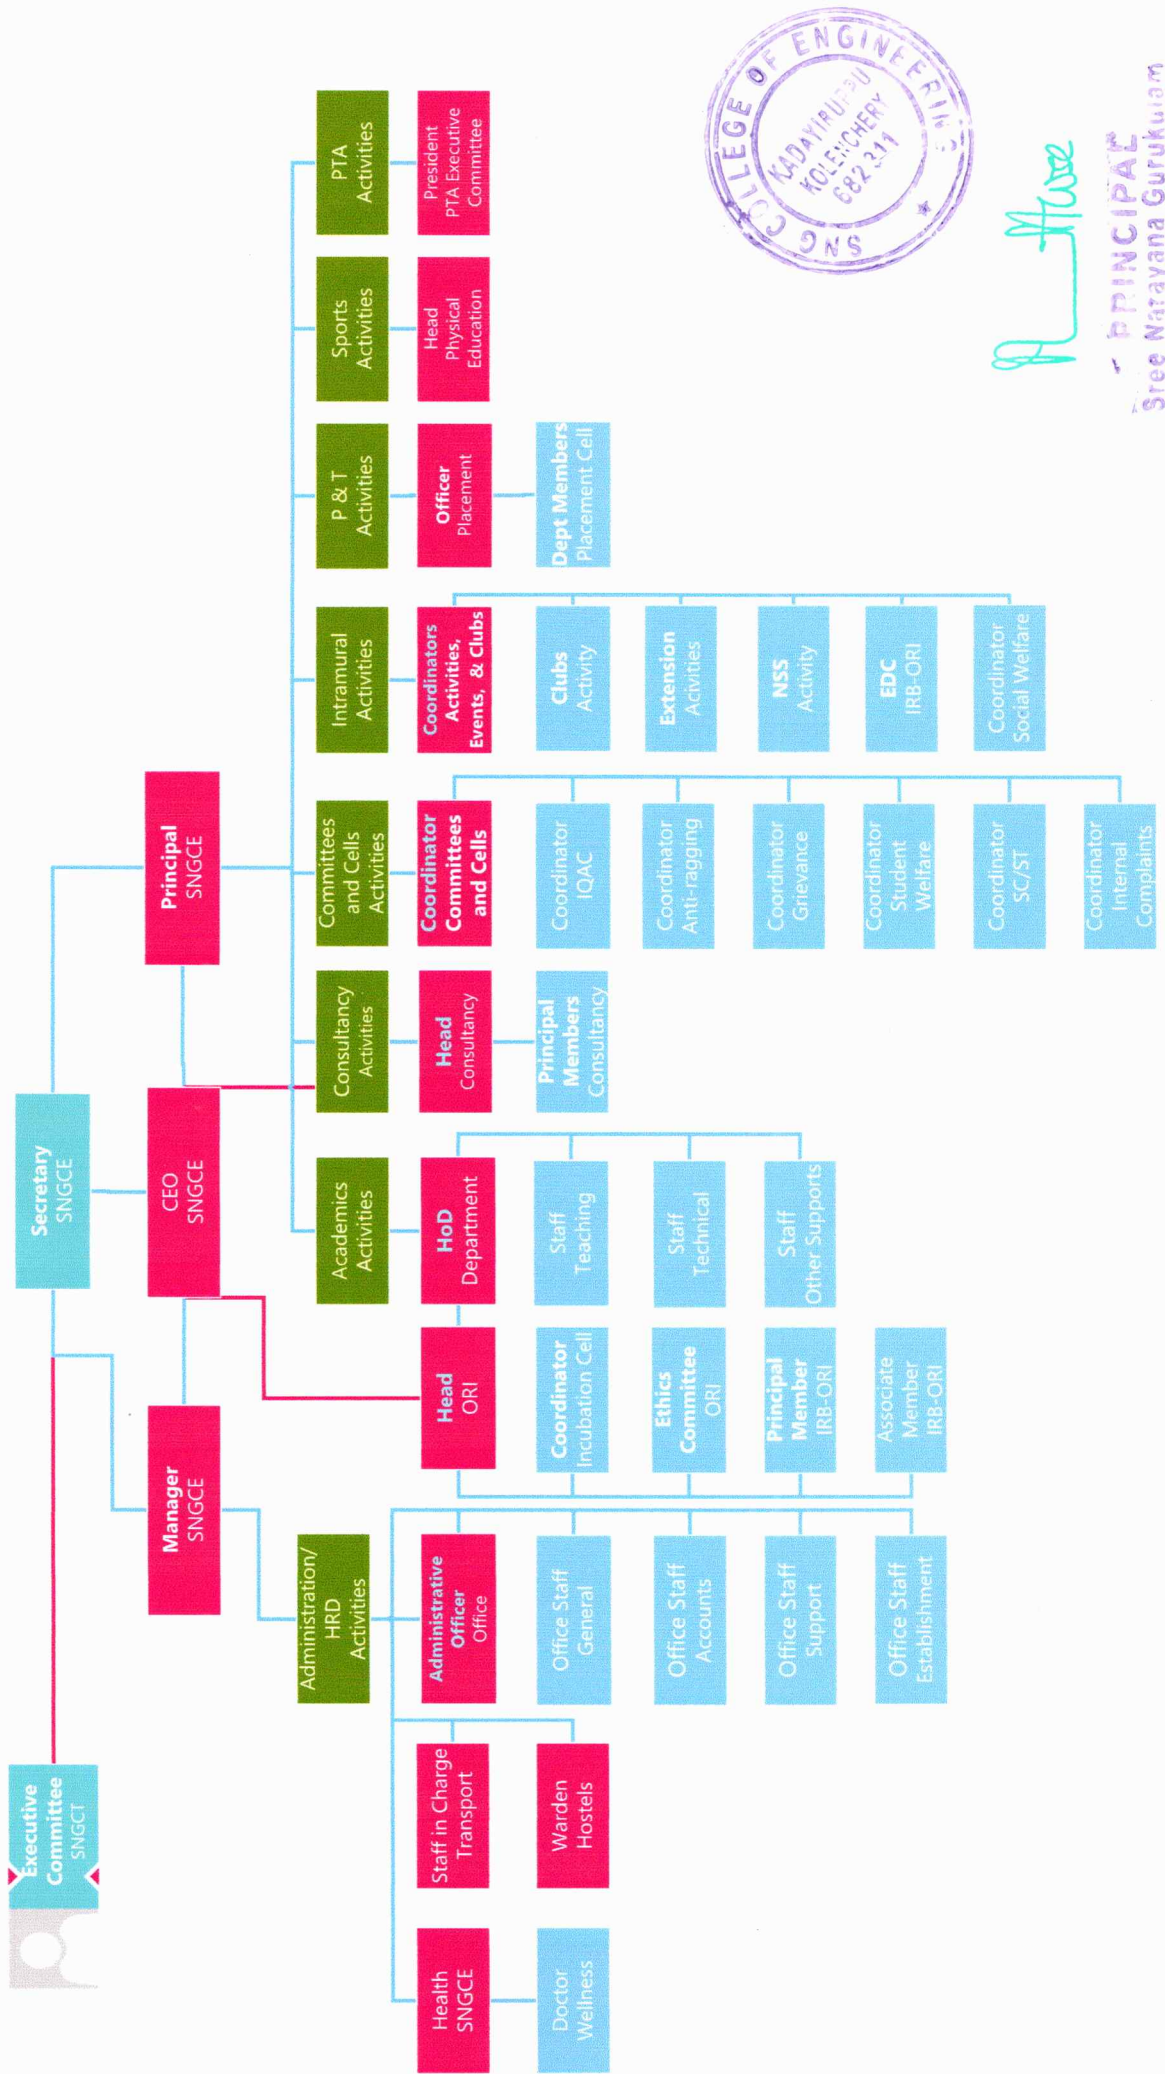 Executive
Committee
SNGCT
Secretary
SNGCE
Manager
SNGCE
CEO
SNGCE
Principal
SNGCE
Administration/
HRD
Activities
Academics
Activities
Consultancy
Activities
Committees
and Cells
Activities
Intramural
Activities
P & T
Activities
Sports
Activities
PTA
Activities
Health
SNGCE
Staff in Charge
Transport
Administrative
Officer
Office
Head
ORI
HoD
Department
Head
Consultancy
Coordinator
Committees
and Cells
Coordinators
Activities,
Events, & Clubs
Officer
Placement
Head
Physical
Education
President
PTA Executive
Committee
Doctor
Wellness
Warden
Hostels
Office Staff
General
Coordinator
Incubation Cell
Staff
Teaching
Principal
Members
Consultancy
Coordinator
IQAC
Clubs
Activity
Dept Members
Placement Cell
Office Staff
Accounts
Ethics
Committee
ORI
Staff
Technical
Coordinator
Anti-ragging
Extension
Acivities
Office Staff
Support
Principal
Member
IRB-ORI
Staff
Other Supports
Coordinator
Grievance
NSS
Activity
Office Staff
Establishment
Associate
Member
IRB-ORI
Coordinator
Student
Welfare
EDC
IRB-ORI
Coordinator
SC/ST
Coordinator
Social Welfare
Coordinator
Internal
Complaints
SNG COLLEGE OF ENGINEERING
KADAYIRUPPU
KOLENCHERY
682 311
PRINCIPAL
Sree Narayana Gurukulam